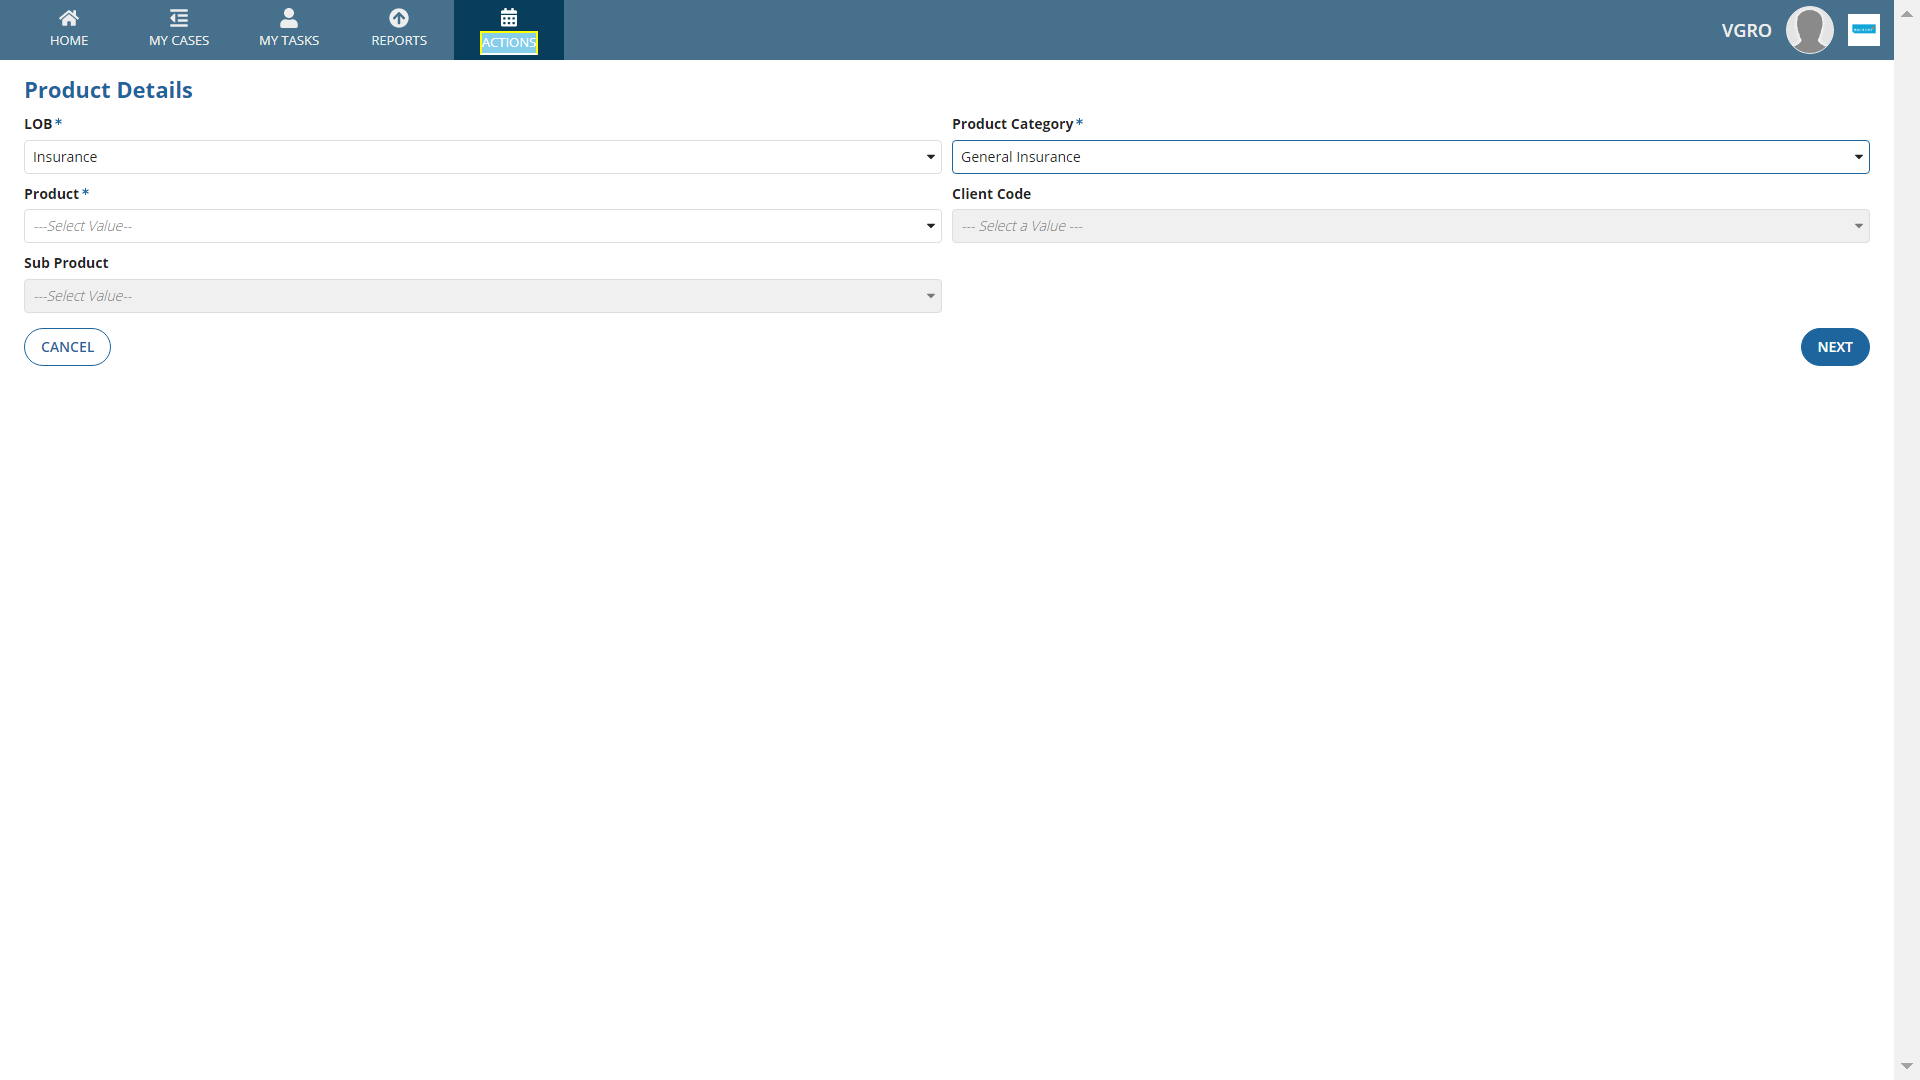 HOME
MY CASES
MY TASKS
REPORTS
ACTIONS
VGRO
Product Details
LOB*
Product Category*
Insurance
General Insurance
Product*
Client Code
---Select Value--
--- Select a Value ---
Sub Product
---Select Value--
CANCEL
NEXT